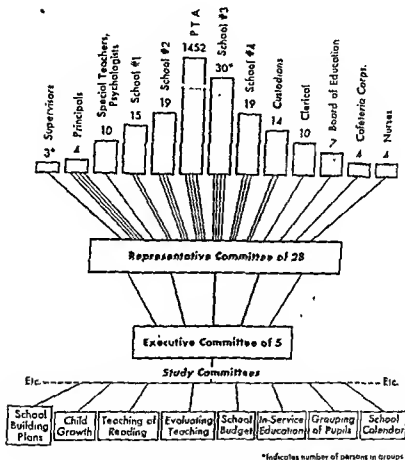 Supervisors
3*
Principals
4
Special Teachers,
Psychologists
10
School #1
15
School #2
19
P T A
1452
School #3
30*
School #4
19
Custodians
14
Clerical
10
Board of Education
7
Cafeteria Corps.
4
Nurses
4
Representative Committee of 28
Executive Committee of 5
Study Committees
Etc.
Etc.
School
Building
Plans
Child
Growth
Teaching of
Reading
Evaluating
Teaching
School
Budget
In-Service
Education
Grouping
of Pupils
School
Calendar
*Indicates number of persons in groups